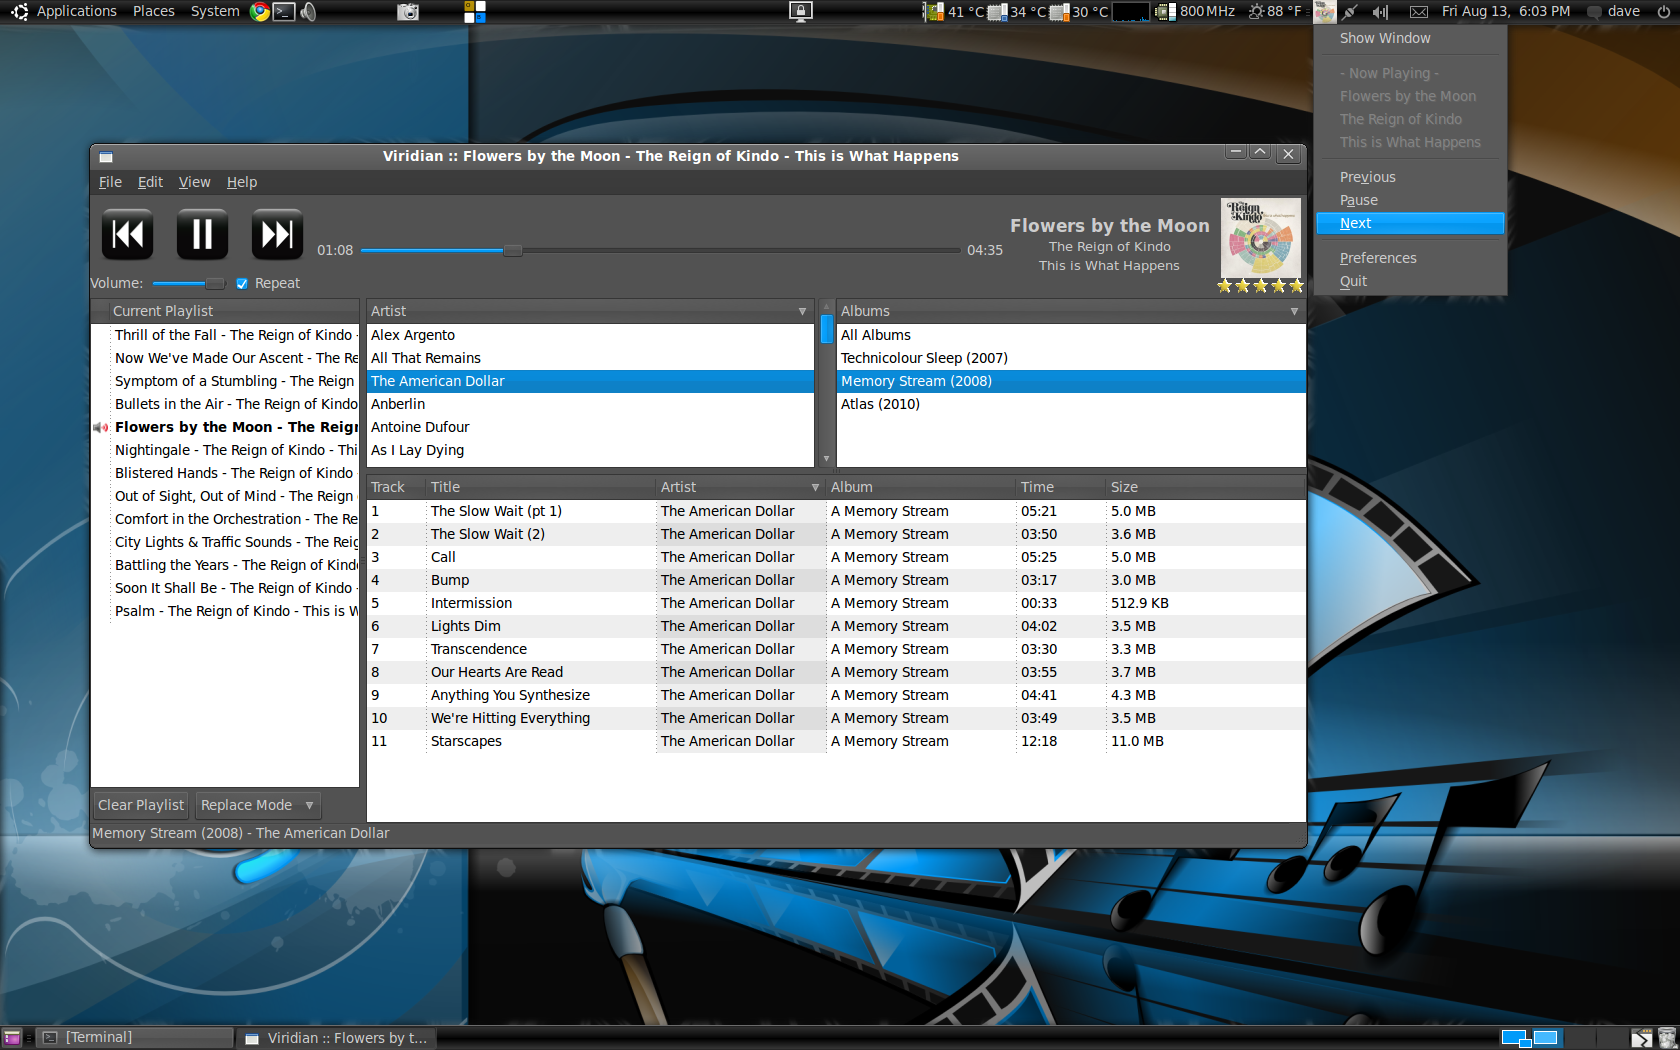 Applications Places System 41 °C 34 °C 30 °C 800 MHz 88 °F Fri Aug 13, 6:03 PM dave
Show Window
- Now Playing -
Flowers by the Moon
The Reign of Kindo
This is What Happens
Previous
Pause
Next
Preferences
Quit
Viridian :: Flowers by the Moon - The Reign of Kindo - This is What Happens
File Edit View Help
01:08 04:35
Flowers by the Moon
The Reign of Kindo
This is What Happens
the Reign of Kindo
Volume: Repeat
Current Playlist
Thrill of the Fall - The Reign of Kindo -
Now We've Made Our Ascent - The Re
Symptom of a Stumbling - The Reign
Bullets in the Air - The Reign of Kindo
Flowers by the Moon - The Reign
Nightingale - The Reign of Kindo - Thi
Blistered Hands - The Reign of Kindo
Out of Sight, Out of Mind - The Reign
Comfort in the Orchestration - The Re
City Lights & Traffic Sounds - The Reig
Battling the Years - The Reign of Kind
Soon It Shall Be - The Reign of Kindo -
Psalm - The Reign of Kindo - This is W
Clear Playlist Replace Mode
Artist
Alex Argento
All That Remains
The American Dollar
Anberlin
Antoine Dufour
As I Lay Dying
Albums
All Albums
Technicolour Sleep (2007)
Memory Stream (2008)
Atlas (2010)
Track Title Artist Album Time Size
1 The Slow Wait (pt 1) The American Dollar A Memory Stream 05:21 5.0 MB
2 The Slow Wait (2) The American Dollar A Memory Stream 03:50 3.6 MB
3 Call The American Dollar A Memory Stream 05:25 5.0 MB
4 Bump The American Dollar A Memory Stream 03:17 3.0 MB
5 Intermission The American Dollar A Memory Stream 00:33 512.9 KB
6 Lights Dim The American Dollar A Memory Stream 04:02 3.5 MB
7 Transcendence The American Dollar A Memory Stream 03:30 3.3 MB
8 Our Hearts Are Read The American Dollar A Memory Stream 03:55 3.7 MB
9 Anything You Synthesize The American Dollar A Memory Stream 04:41 4.3 MB
10 We're Hitting Everything The American Dollar A Memory Stream 03:49 3.5 MB
11 Starscapes The American Dollar A Memory Stream 12:18 11.0 MB
Memory Stream (2008) - The American Dollar
[Terminal] Viridian :: Flowers by t...